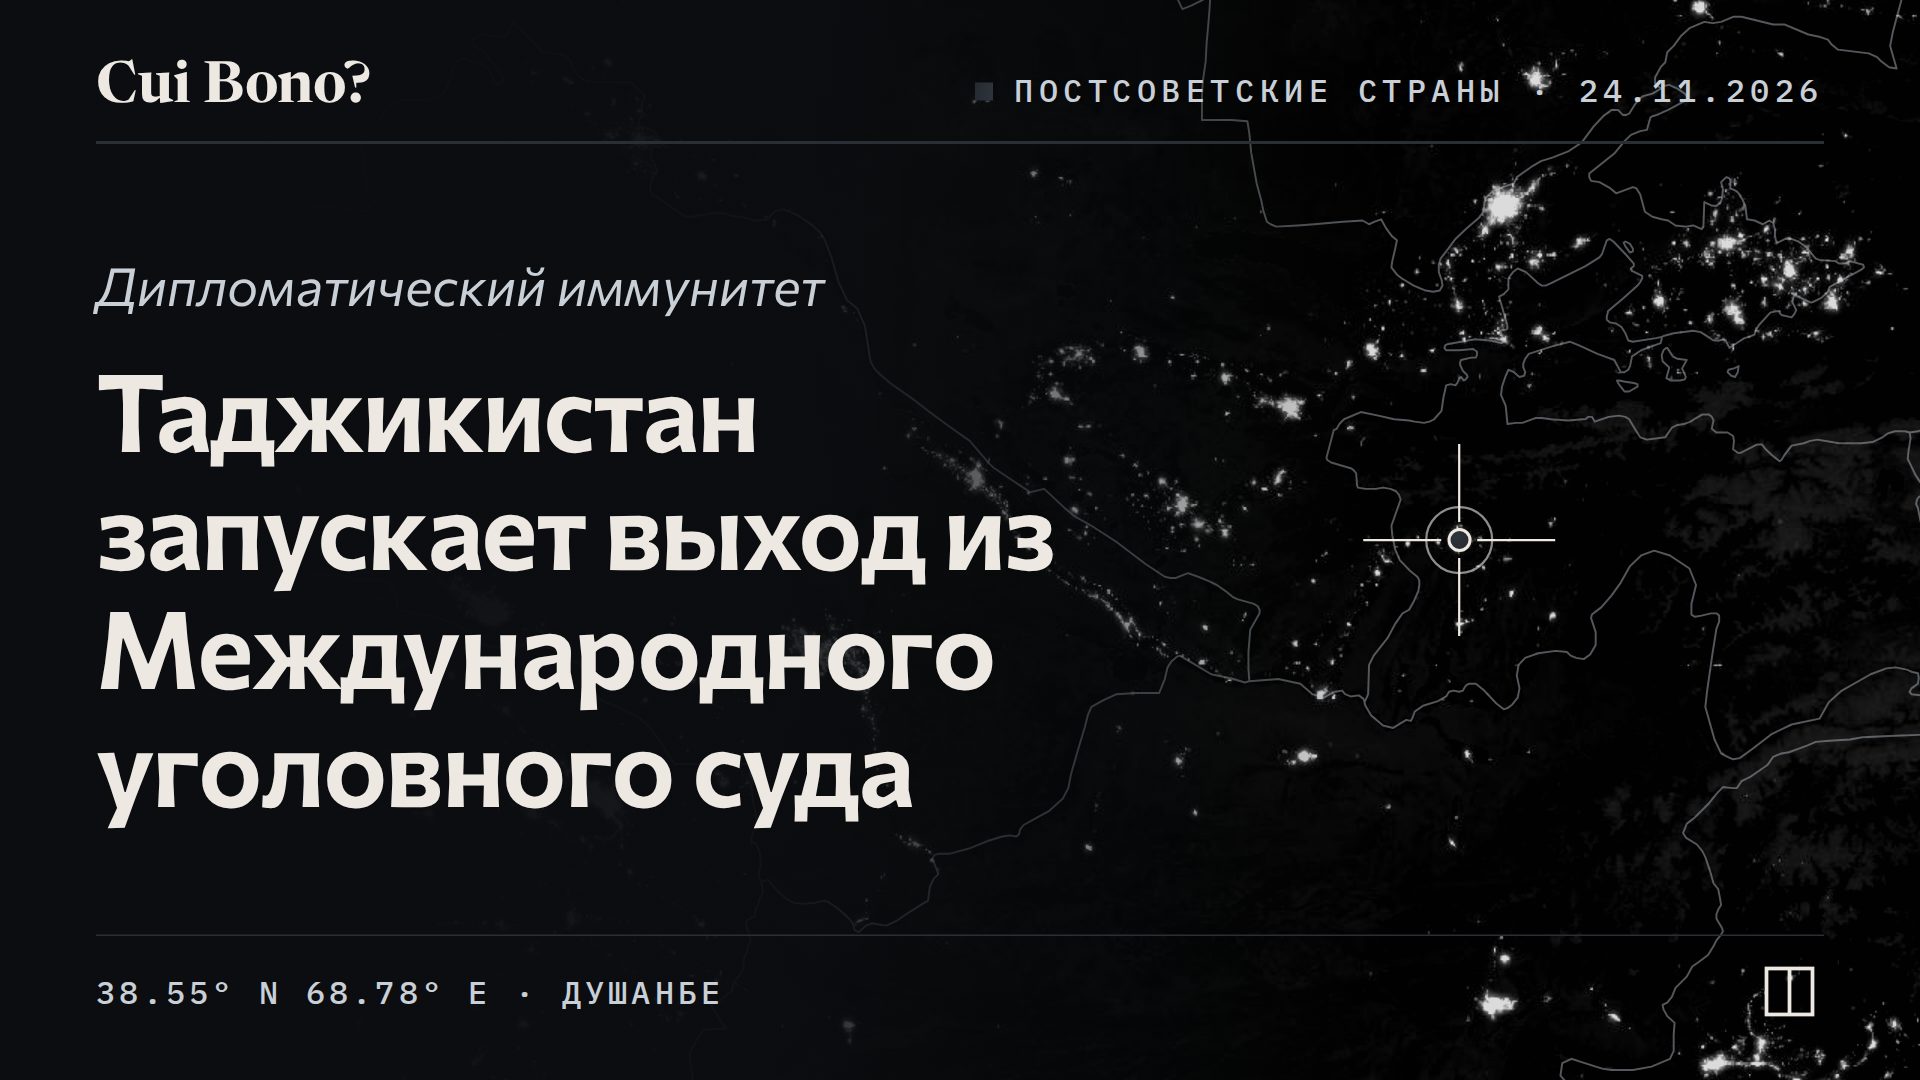 Cui Bono?
ПОСТСОВЕТСКИЕ СТРАНЫ · 24.11.2026
Дипломатический иммунитет
Таджикистан
запускает выход из
Международного
уголовного суда
38.55° N 68.78° E · ДУШАНБЕ